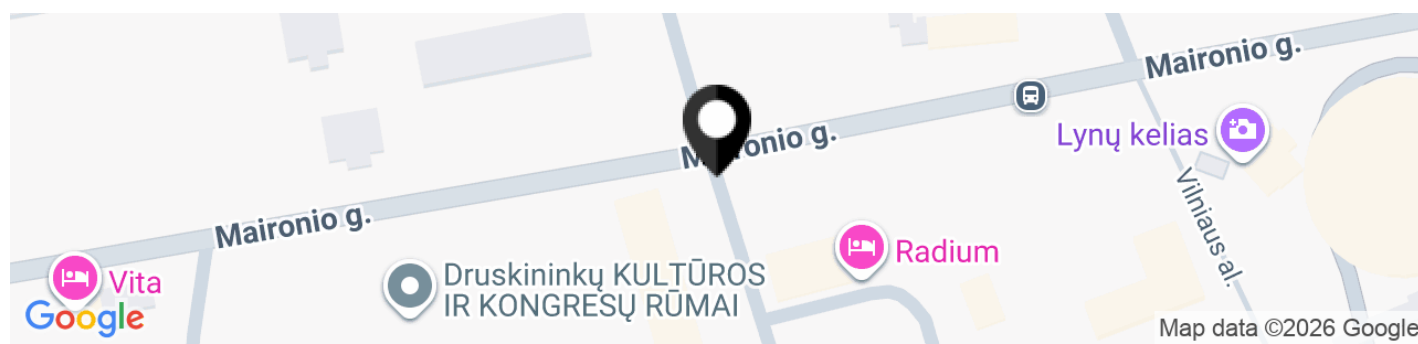 Maironio g.
Maironio g.
Lynų kelias
Maironio g.
Vilniaus al.
Radium
Vita
Druskininkų KULTŪROS
IR KONGRESŲ RŪMAI
Google
Map data ©2026 Google